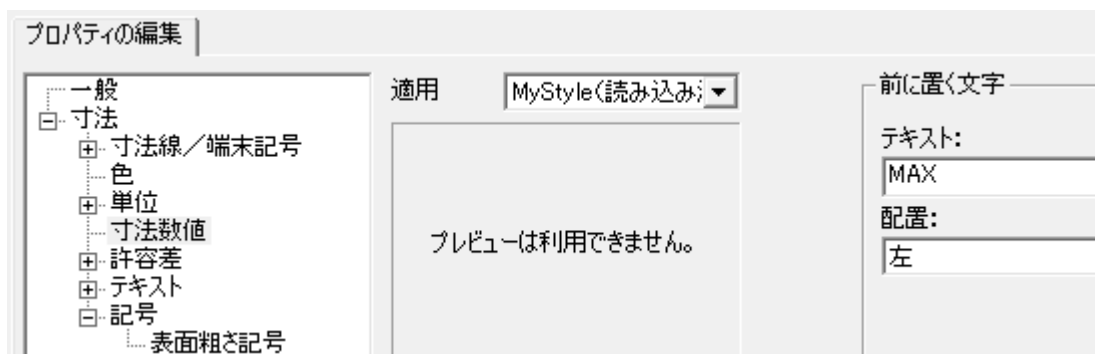 プロパティの編集
一般
寸法
寸法線／端末記号
色
単位
寸法数値
許容差
テキスト
記号
表面粗さ記号
適用
MyStyle(読み込み
プレビューは利用できません。
前に置く文字
テキスト:
MAX
配置:
左